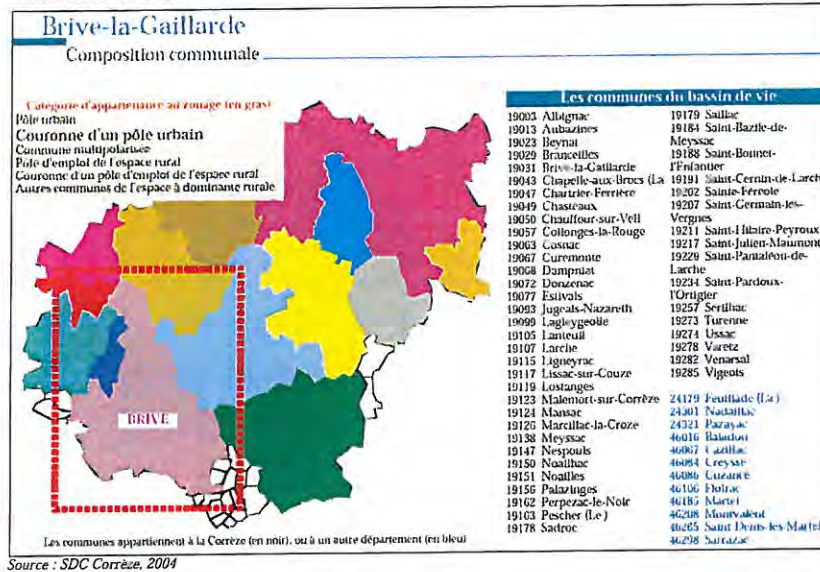 Brive-la-Gaillarde
Composition communale
Catégorie d'appartenance au zonage (en gras)
Pôle urbain
Couronne d'un pôle urbain
Commune multipolarisée
Pôle d'emploi de l'espace rural
Couronne d'un pôle d'emploi de l'espace rural
Autres communes de l'espace à dominante rurale
BRIVE
Les communes appartiennent à la Corrèze (en noir), ou à un autre département (en bleu)
Les communes du bassin de vie
19003 Albignac
19013 Aubazines
19023 Beynat
19029 Branceilles
19031 Brive-la-Gaillarde
19043 Chapelle-aux-Brocs (La
19047 Chartrier-Ferrière
19049 Chasteaux
19050 Chauffour-sur-Vell
19057 Collonges-la-Rouge
19063 Cosnac
19067 Curemonte
19068 Dampniat
19072 Donzenac
19077 Estivals
19093 Jugeals-Nazareth
19099 Lagleygeolle
19105 Lanteuil
19107 Larche
19115 Ligneyrac
19117 Lissac-sur-Couze
19119 Lostanges
19123 Malemort-sur-Corrèze
19124 Mansac
19126 Marcillac-la-Croze
19138 Meyssac
19147 Nespouls
19150 Noailhac
19151 Noailles
19156 Palazinges
19162 Perpezac-le-Noir
19163 Pescher (Le)
19178 Sadroc
19179 Saillac
19184 Saint-Bazile-de-
Meyssac
19188 Saint-Bonnet-
l'Enfantier
19191 Saint-Cernin-de-Larch
19202 Sainte-Féréole
19207 Saint-Germain-les-
Vergnes
19211 Saint-Hilaire-Peyroux
19217 Saint-Julien-Maumont
19229 Saint-Pantaléon-de-
Larche
19234 Saint-Pardoux-
l'Ortigier
19257 Sérilhac
19273 Turenne
19274 Ussac
19278 Varetz
19282 Venarsal
19285 Vigeois
24179 Feuillade (La)
24301 Nadaillac
24321 Pazayac
46016 Baladou
46067 Cazillac
46084 Creysse
46086 Cuzance
46106 Floirac
46185 Martel
46208 Montvalent
46265 Saint-Denis-lès-Martel
46298 Sarrazac
Source : SDC Corrèze, 2004